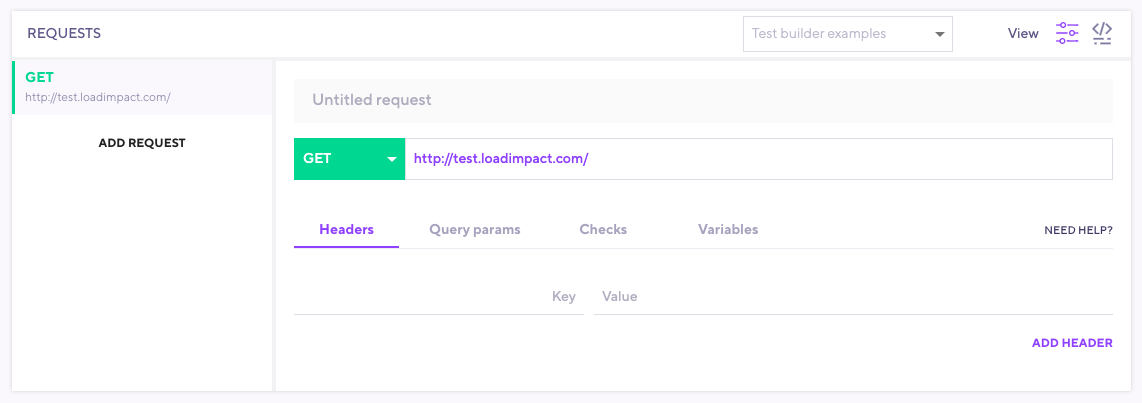 REQUESTS
Test builder examples
View
GET
http://test.loadimpact.com/
ADD REQUEST
Untitled request
GET
http://test.loadimpact.com/
Headers
Query params
Checks
Variables
NEED HELP?
Key
Value
ADD HEADER